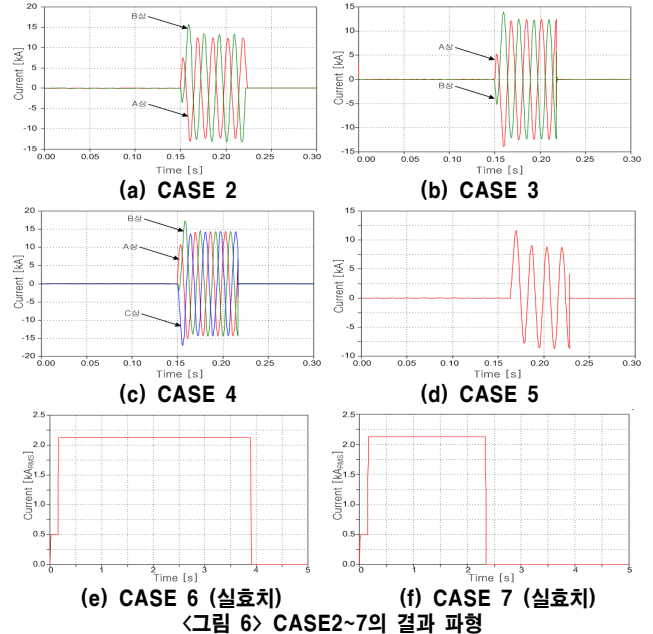 Current [kA]
20
15
10
5
0
-5
-10
-15
B상
A상
0.00 0.05 0.10 0.15 0.20 0.25 0.30
Time [s]
(a) CASE 2
Current [kA]
15
10
5
0
-5
-10
-15
A상
B상
0.00 0.05 0.10 0.15 0.20 0.25 0.30
Time [s]
(b) CASE 3
Current [kA]
20
15
10
5
0
-5
-10
-15
-20
B상
A상
C상
0.00 0.05 0.10 0.15 0.20 0.25 0.30
Time [s]
(c) CASE 4
Current [kA]
15
10
5
0
-5
-10
0.00 0.05 0.10 0.15 0.20 0.25 0.30
Time [s]
(d) CASE 5
Current [kARMS]
2.5
2.0
1.5
1.0
0.5
0.0
0 1 2 3 4 5
Time [s]
(e) CASE 6 (실효치)
Current [kARMS]
2.5
2.0
1.5
1.0
0.5
0.0
0 1 2 3 4 5
Time [s]
(f) CASE 7 (실효치)
<그림 6> CASE2~7의 결과 파형